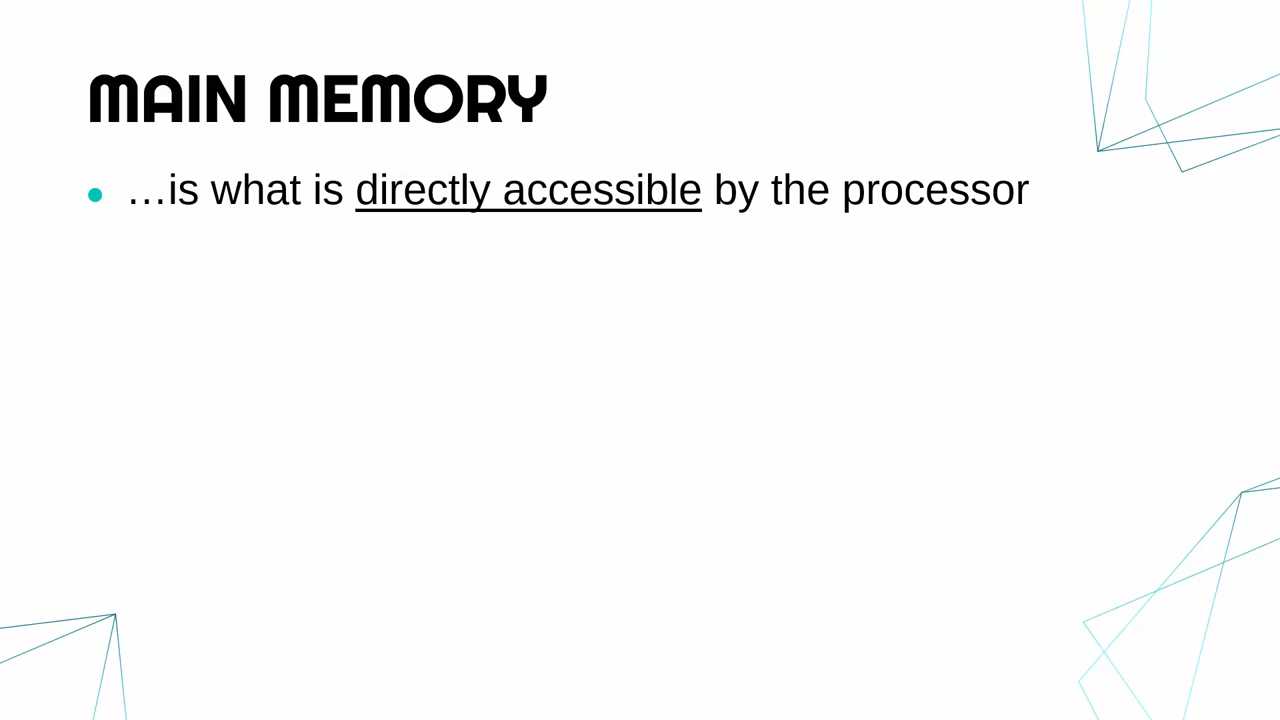 MAIN MEMORY
…is what is directly accessible by the processor